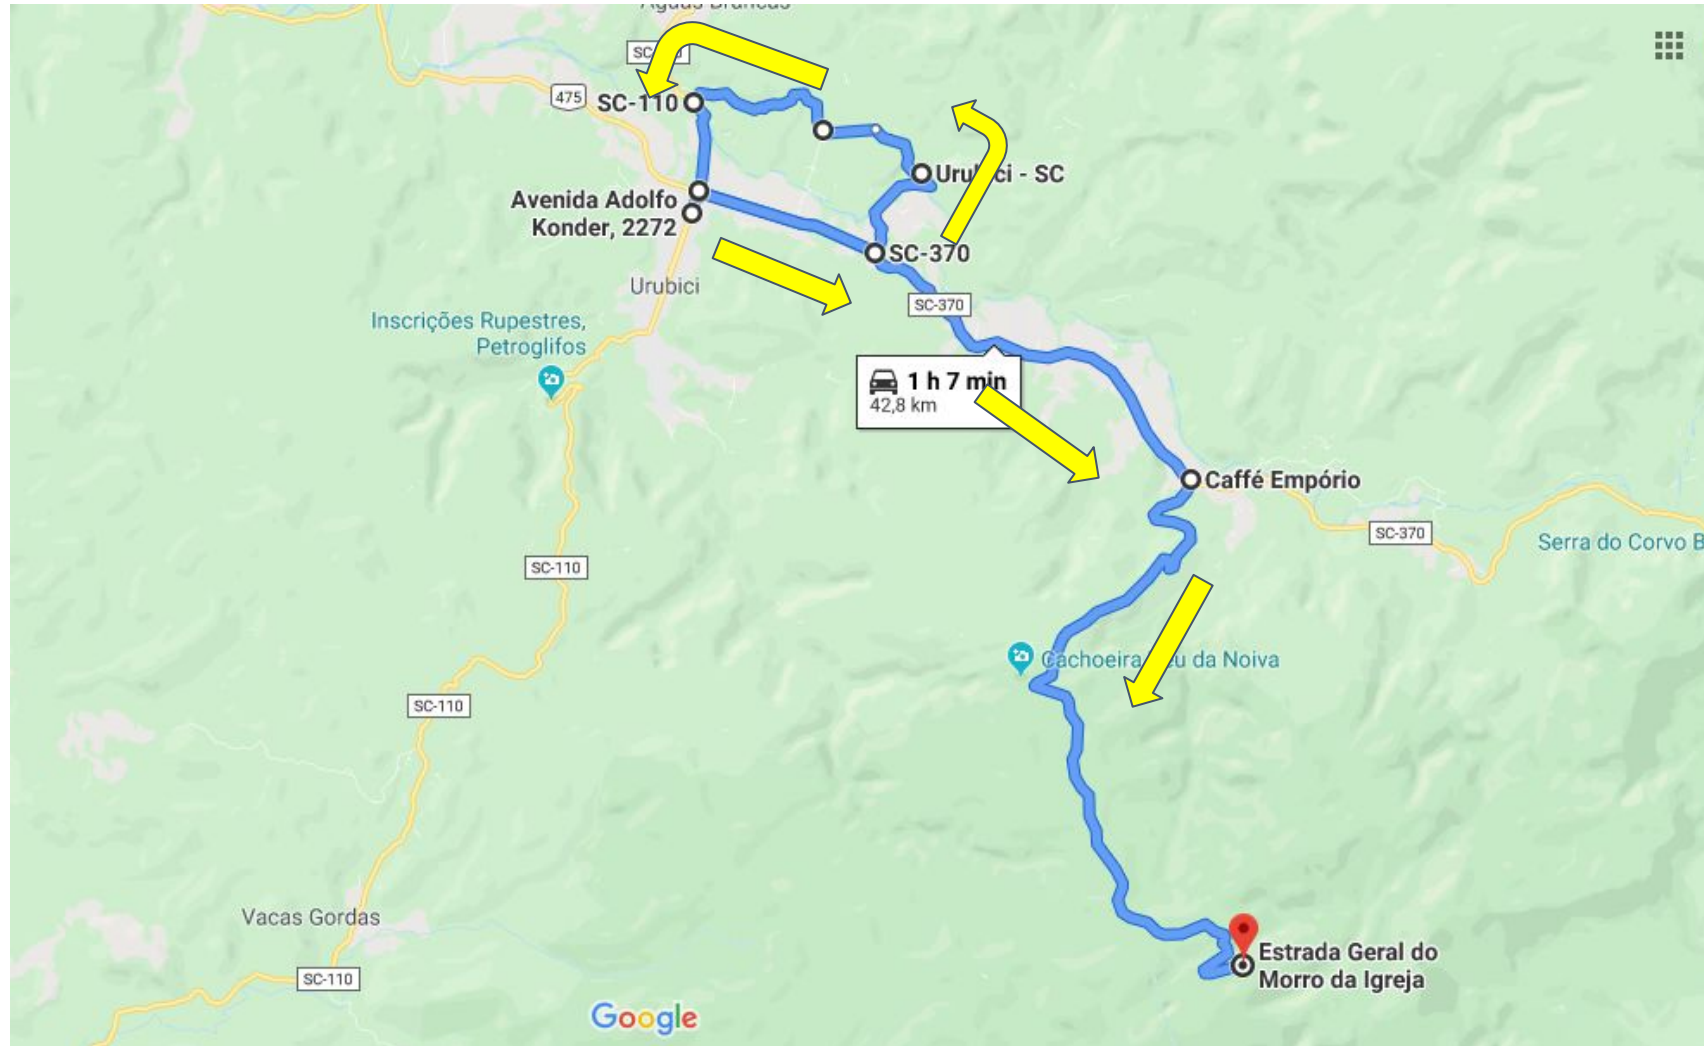 475
SC-110
Urubici - SC
Avenida Adolfo
Konder, 2272
SC-370
Urubici
SC-370
Inscrições Rupestres,
Petroglifos
1 h 7 min
42,8 km
Caffé Empório
SC-370
Serra do Corvo B
SC-110
Cachoeira da Noiva
SC-110
Vacas Gordas
Estrada Geral do
Morro da Igreja
SC-110
Google